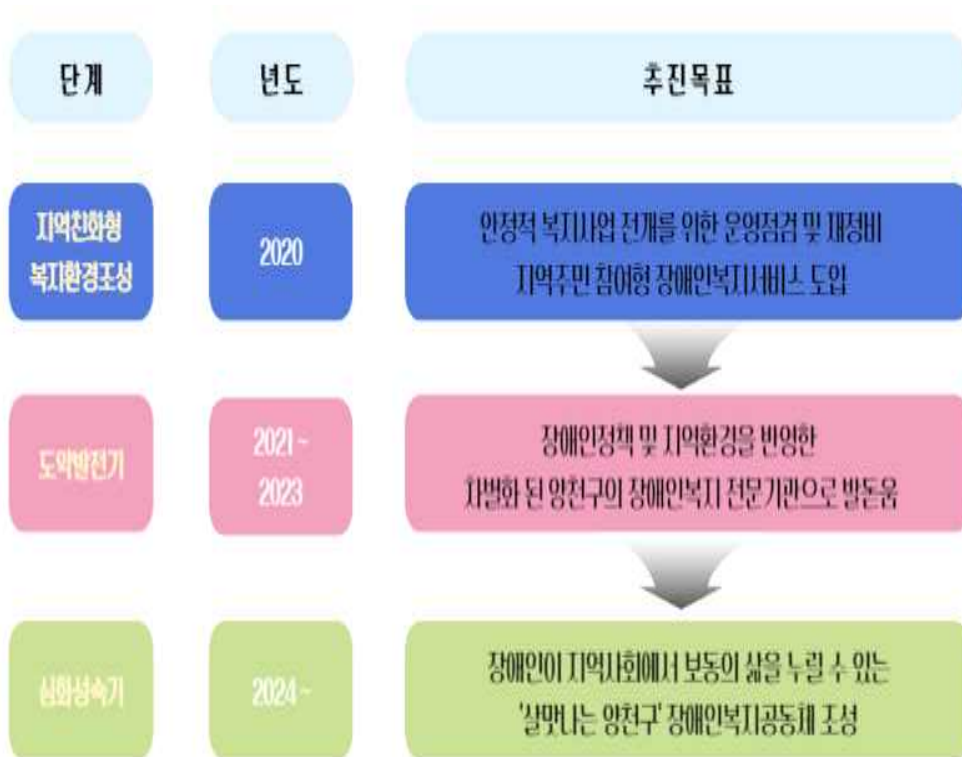 단계
년도
추진목표
지역친화형
복지환경조성
2020
안정적 복지사업 전개를 위한 운영점검 및 재정비
지역주민 참여형 장애인복지서비스 도입
도약발전기
2021 ~
2023
장애인정책 및 지역환경을 반영한
차별화 된 양천구의 장애인복지 전문기관으로 발돋움
심화성숙기
2024 ~
장애인이 지역사회에서 보통의 삶을 누릴 수 있는
'살맛나는 양천구' 장애인복지공동체 조성